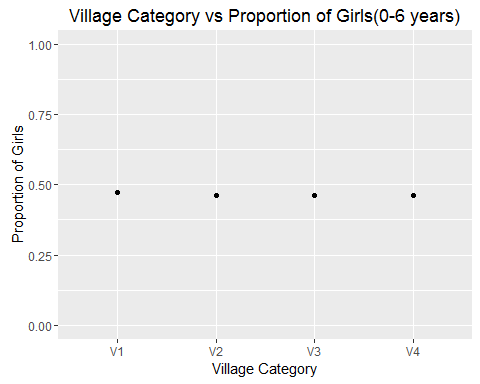 Village Category vs Proportion of Girls(0-6 years)
1.00
0.75
0.50
0.25
0.00
Proportion of Girls
V1 V2 V3 V4
Village Category